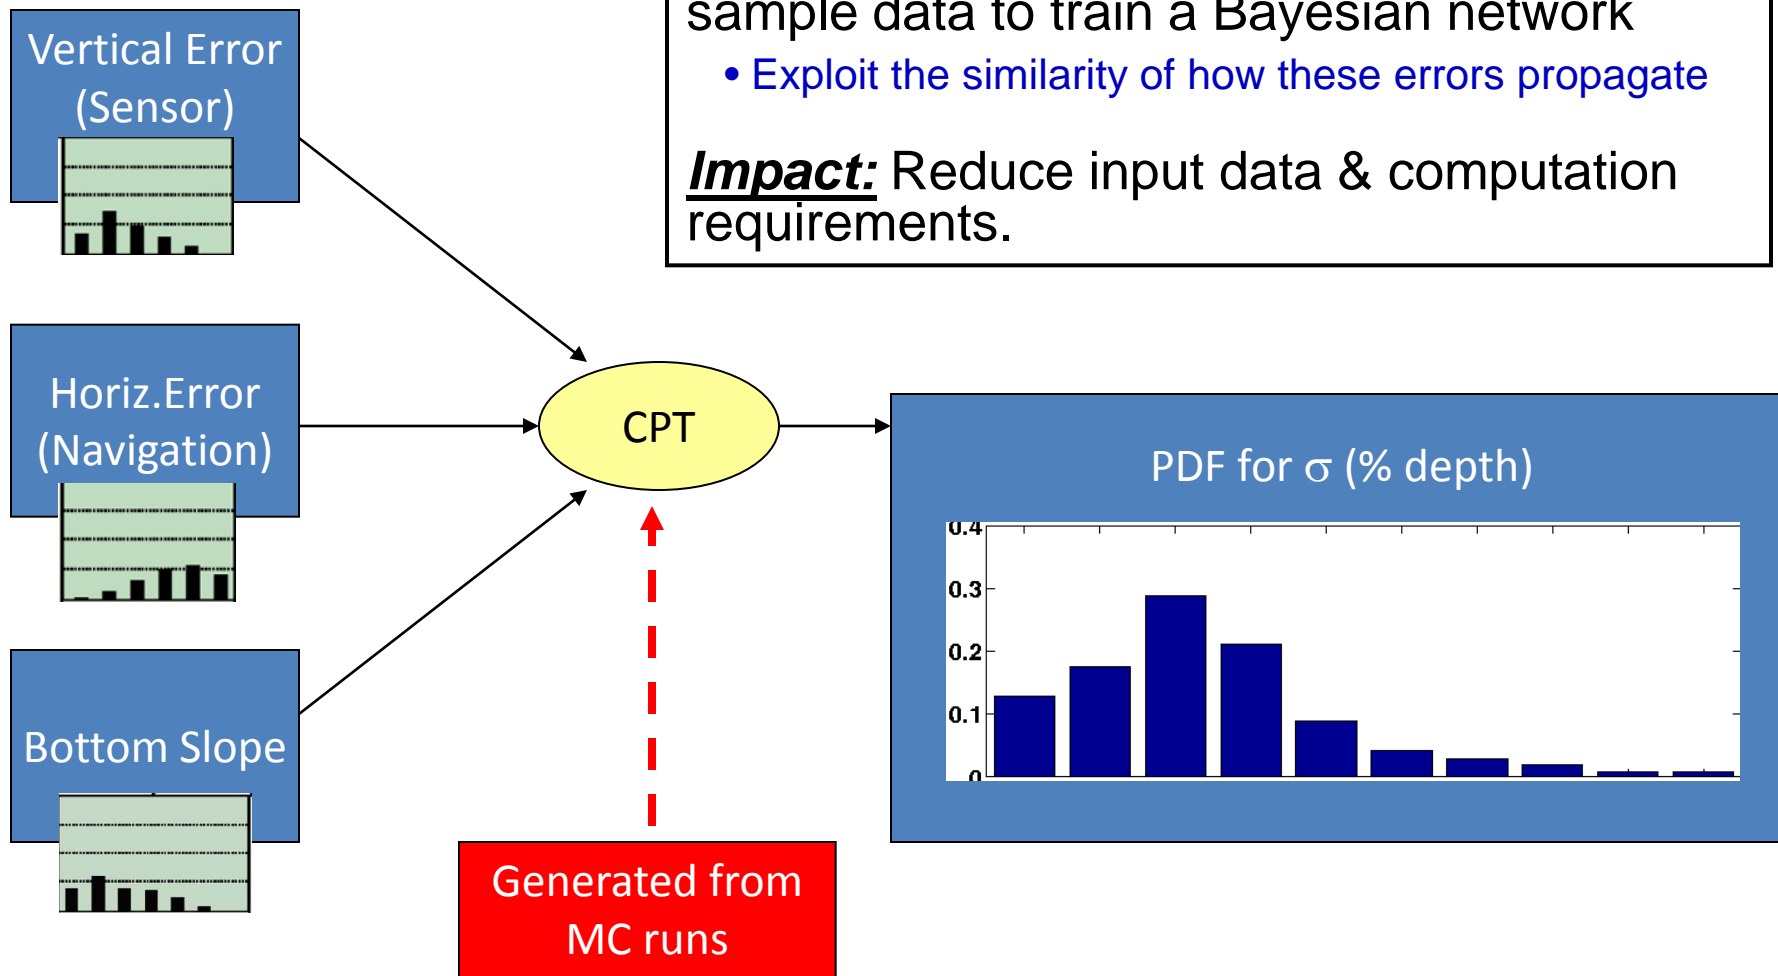 sample data to train a Bayesian network
• Exploit the similarity of how these errors propagate
Impact: Reduce input data & computation
requirements.
Vertical Error
(Sensor)
Horiz.Error
(Navigation)
Bottom Slope
CPT
Generated from
MC runs
PDF for σ (% depth)
0.4
0.3
0.2
0.1
0